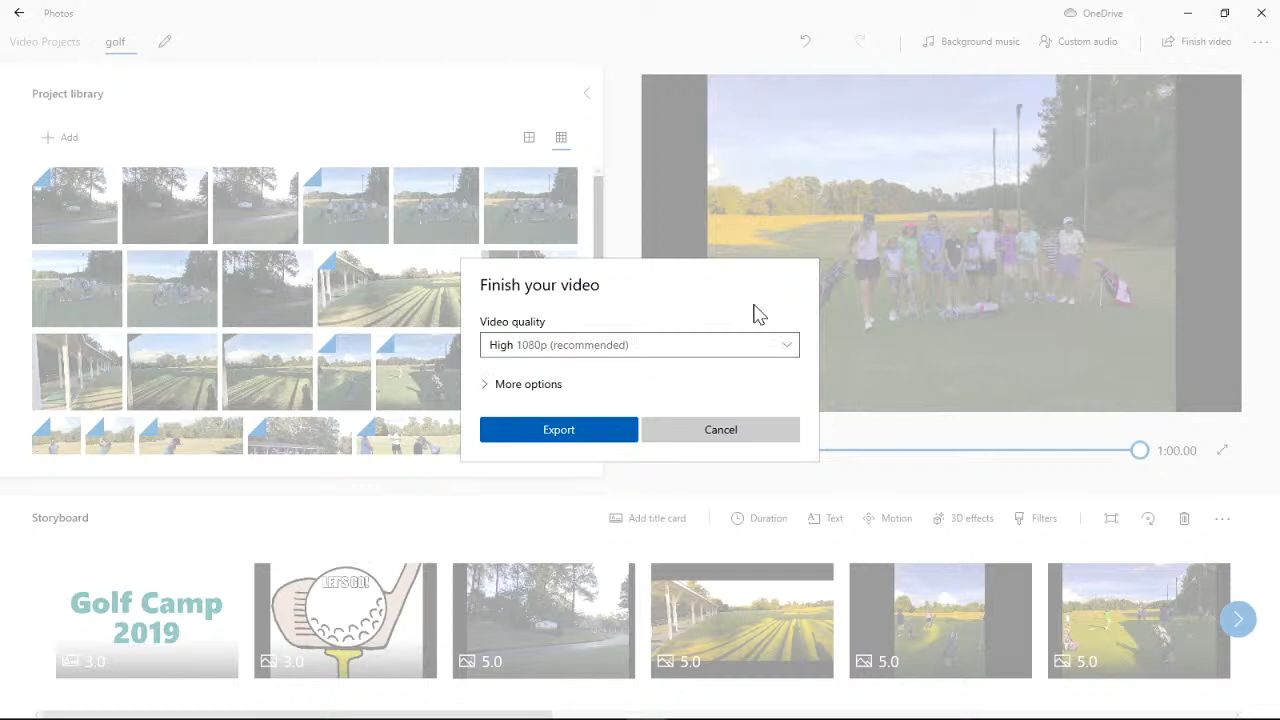 Photos
OneDrive
Video Projects
golf
Background music
Custom audio
Finish video
Project library
Add
Finish your video
Video quality
High 1080p (recommended)
More options
Export
Cancel
1:00.00
Storyboard
Add title card
Duration
Text
Motion
3D effects
Filters
Golf Camp
2019
3.0
LET'S GO!
3.0
5.0
5.0
5.0
5.0